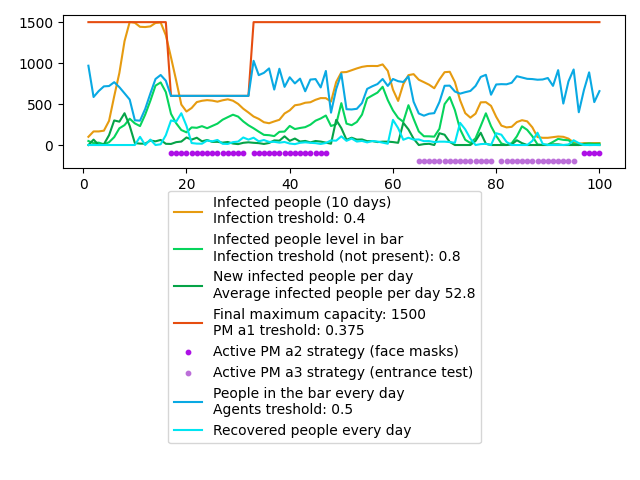 1500
1000
500
0
0 20 40 60 80 100
Infected people (10 days)
Infection treshold: 0.4
Infected people level in bar
Infection treshold (not present): 0.8
New infected people per day
Average infected people per day 52.8
Final maximum capacity: 1500
PM a1 treshold: 0.375
Active PM a2 strategy (face masks)
Active PM a3 strategy (entrance test)
People in the bar every day
Agents treshold: 0.5
Recovered people every day